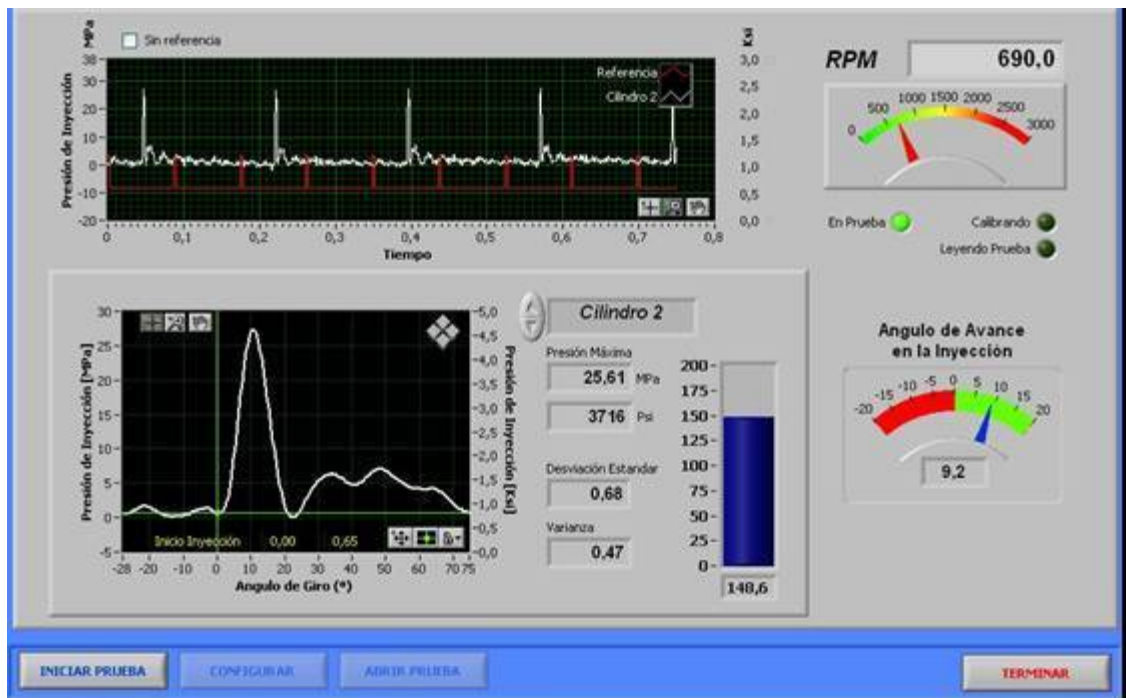 Sin referencia
MPa
Presión de Inyección
38
30
20
10
0
-10
-20
Referencia
Cilindro 2
Ksi
3,0
2,5
2,0
1,5
1,0
0,5
0,0
0 0,1 0,2 0,3 0,4 0,5 0,6 0,7 0,8
Tiempo
RPM 690,0
0 500 1000 1500 2000 2500 3000
En Prueba
Calibrando
Leyendo Prueba
Presión de Inyección [MPa]
30
25
20
15
10
5
0
-5
Inicio Inyección 0,00 0,65
-28 -20 -10 0 10 20 30 40 50 60 70 75
Angulo de Giro (°)
5,0
4,0
3,5
3,0
2,5
2,0
1,5
1,0
0,5
0,0
Presión de Inyección [Ksi]
Cilindro 2
Presión Máxima
25,61 MPa
3716 Psi
Desviación Estandar
0,68
Varianza
0,47
200
175
150
125
100
75
50
25
0
148,6
Angulo de Avance
en la Inyección
-20 -15 -10 -5 0 5 10 15 20
9,2
INICIAR PRUEBA
CONFIGURAR
ABRIR PRUEBA
TERMINAR